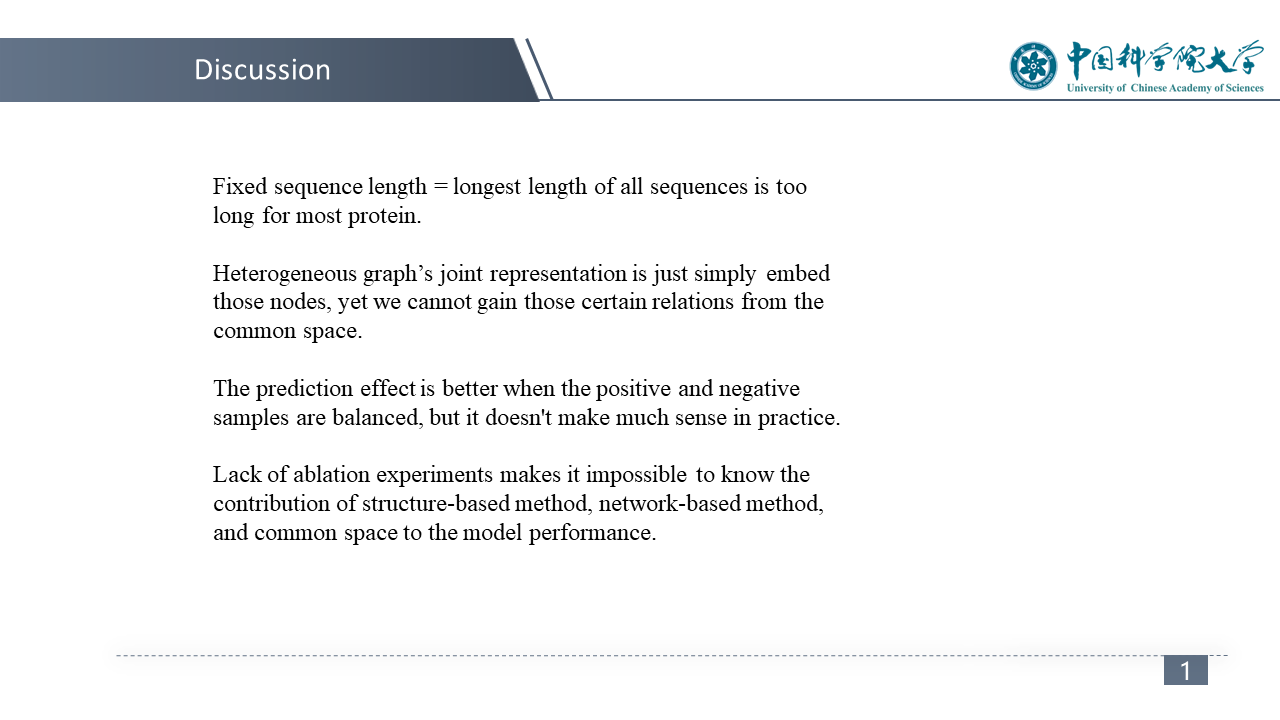 Discussion
中国科学院大学
University of Chinese Academy of Sciences
Fixed sequence length = longest length of all sequences is too
long for most protein.
Heterogeneous graph’s joint representation is just simply embed
those nodes, yet we cannot gain those certain relations from the
common space.
The prediction effect is better when the positive and negative
samples are balanced, but it doesn't make much sense in practice.
Lack of ablation experiments makes it impossible to know the
contribution of structure-based method, network-based method,
and common space to the model performance.
1